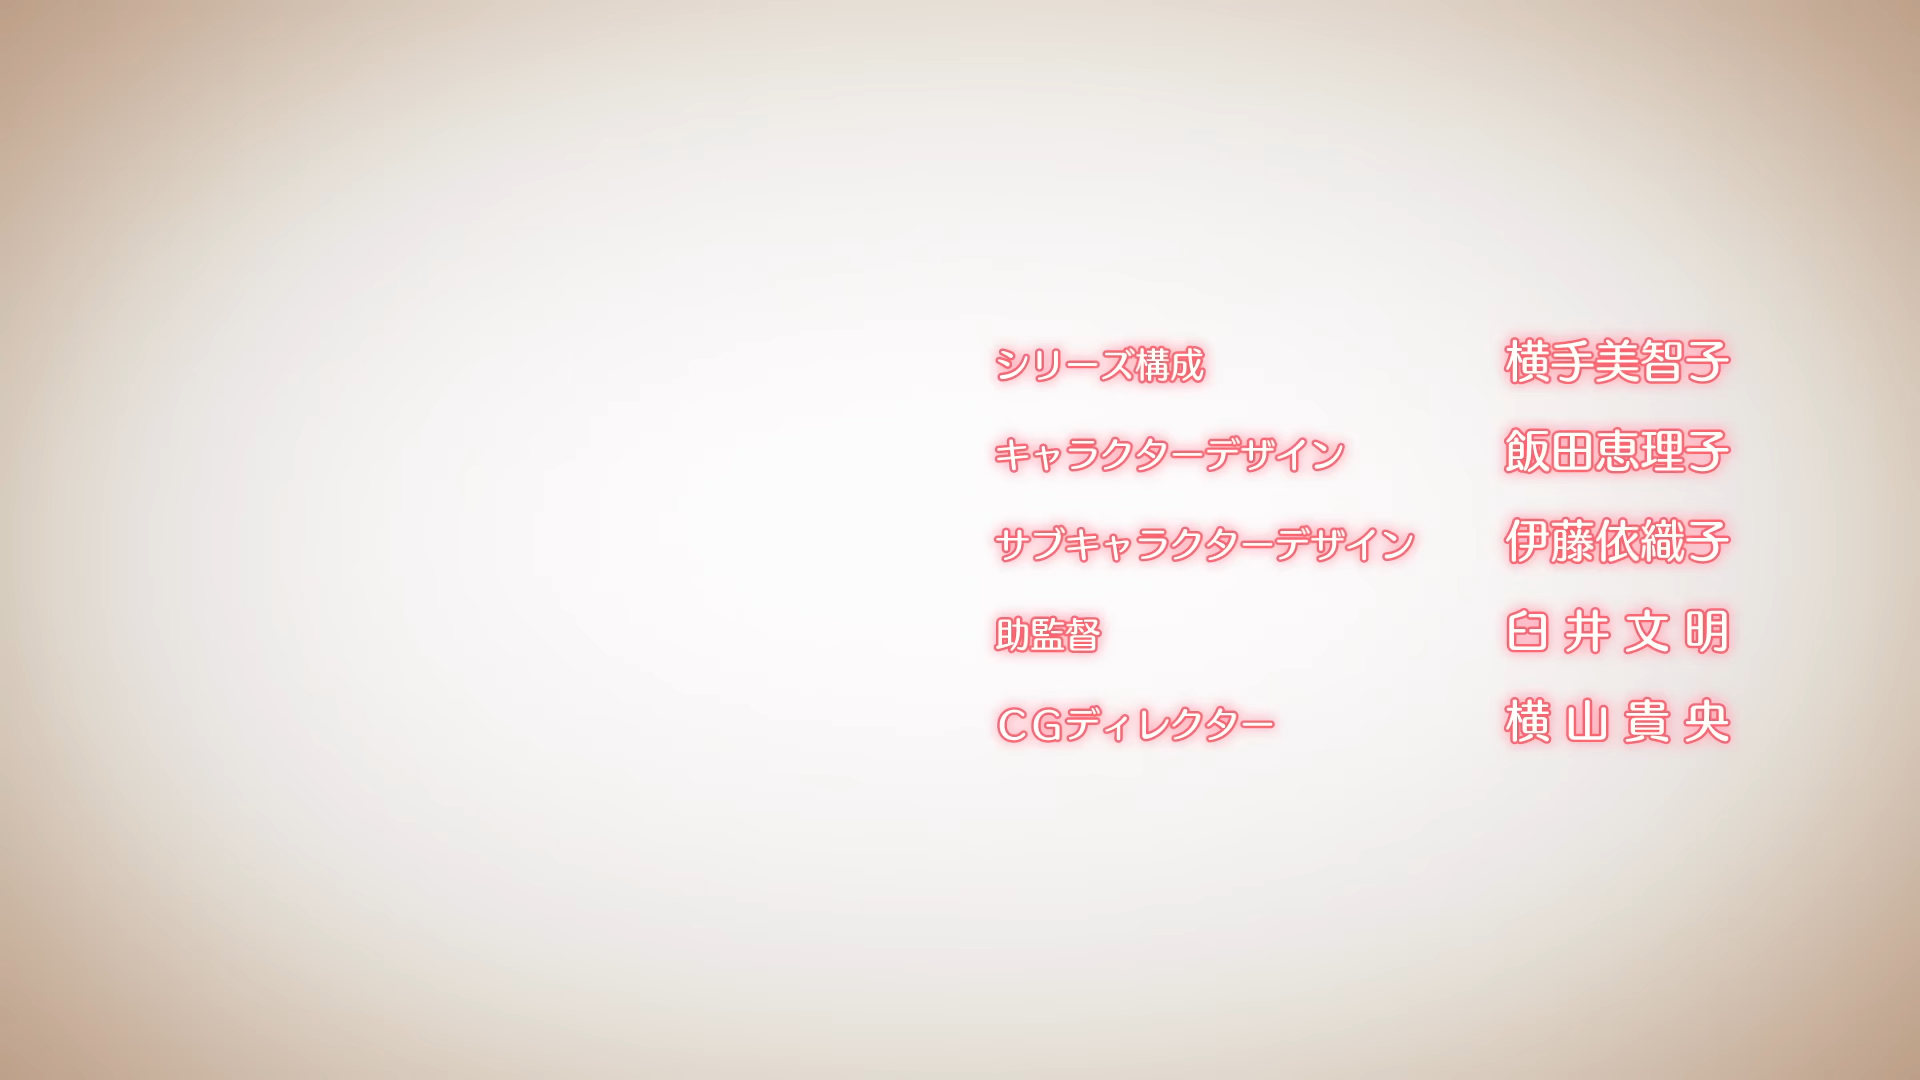 シリーズ構成 横手美智子
キャラクターデザイン 飯田恵理子
サブキャラクターデザイン 伊藤依織子
助監督 臼井文明
CGディレクター 横山貴央